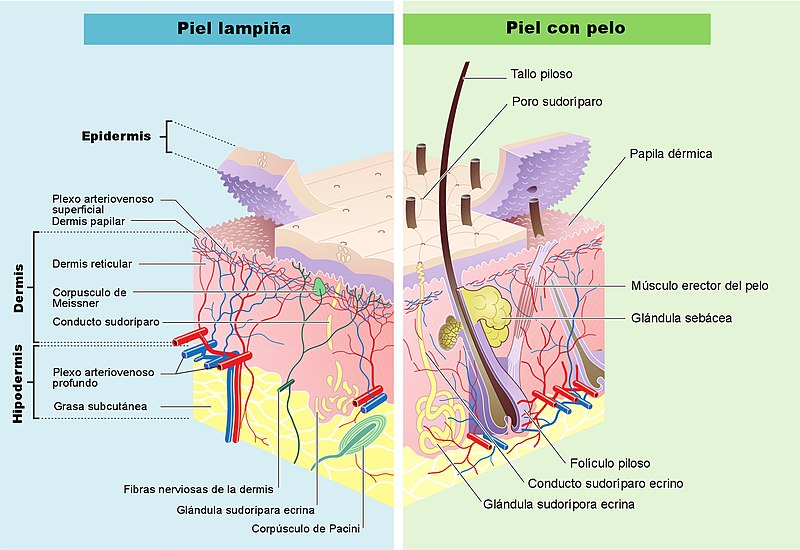 Piel lampiña
Piel con pelo
Epidermis
Plexo arteriovenoso
superficial
Dermis papilar
Dermis reticular
Corpusculo de
Meissner
Conducto sudoríparo
Plexo arteriovenoso
profundo
Grasa subcutánea
Dermis
Hipodermis
Fibras nerviosas de la dermis
Glándula sudorípara ecrina
Corpúsculo de Pacini
Tallo piloso
Poro sudoríparo
Papila dérmica
Músculo erector del pelo
Glándula sebácea
Folículo piloso
Conducto sudoríparo ecrino
Glándula sudorípora ecrina